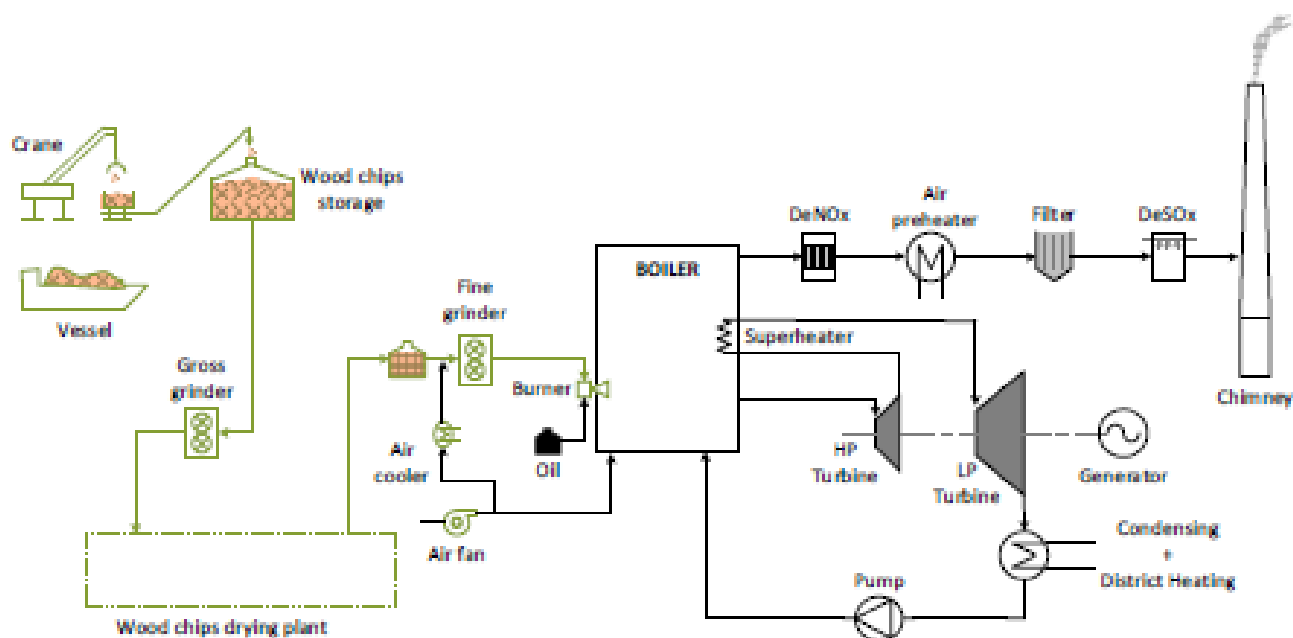 Crane
Wood chips
storage
Vessel
Gross
grinder
Wood chips drying plant
Fine
grinder
Burner
Air
cooler
Oil
Air fan
BOILER
Superheater
DeNOx
Air
preheater
Filter
DeSOx
Chimney
HP
Turbine
LP
Turbine
Generator
Condensing
+
District Heating
Pump